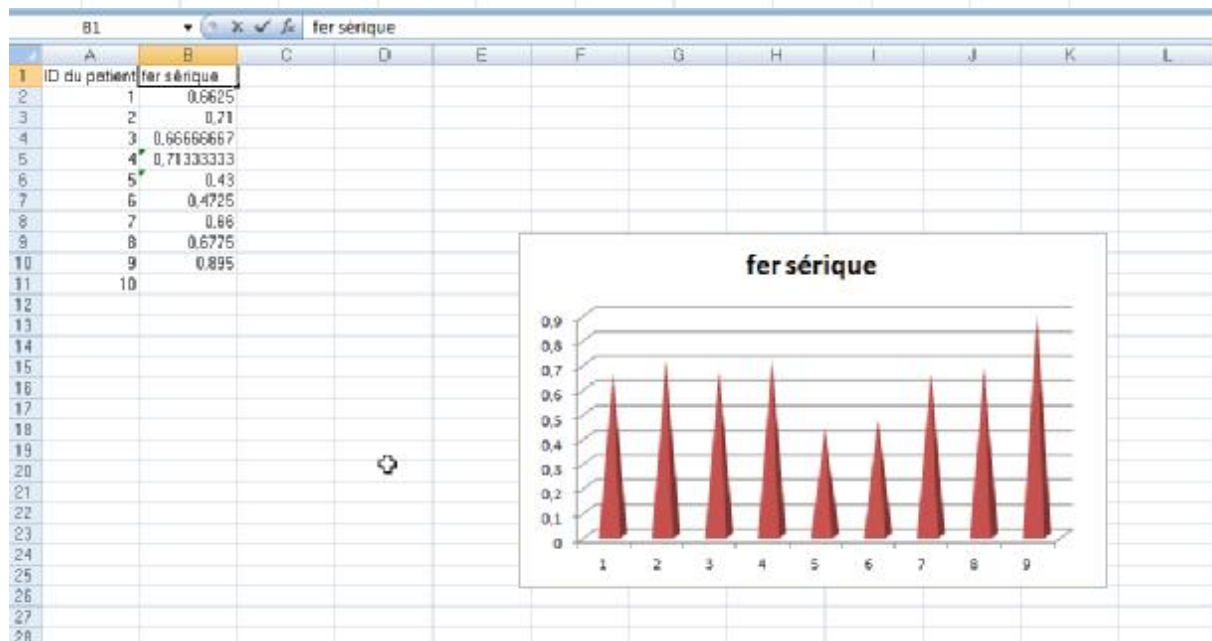 B1 fer sérique
A B C D E F G H I J K L
1 ID du patient fer sérique
2 1 0,6625
3 2 0,71
4 3 0,66666667
5 4 0,71333333
6 5 0,43
7 6 0,4725
8 7 0,66
9 8 0,6775
10 9 0,895
11 10
12
13
14
15
16
17
18
19
20
21
22
23
24
25
26
27
28
fer sérique
0,9
0,8
0,7
0,6
0,5
0,4
0,3
0,2
0,1
0
1 2 3 4 5 6 7 8 9